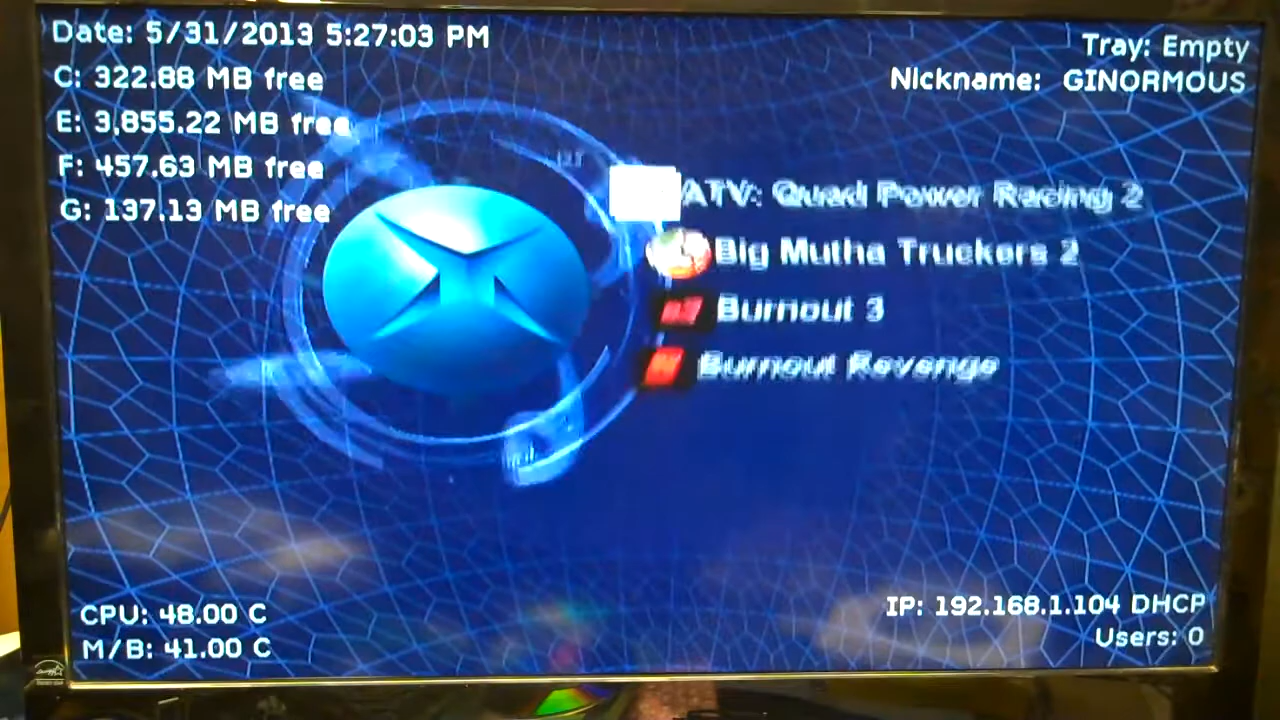 Date: 5/31/2013 5:27:03 PM
Tray: Empty
C: 322.88 MB free
Nickname: GINORMOUS
E: 3,855.22 MB free
F: 457.63 MB free
G: 137.13 MB free
ATV: Quad Power Racing 2
Big Mutha Truckers 2
Burnout 3
Burnout Revenge
CPU: 48.00 C
IP: 192.168.1.104 DHCP
M/B: 41.00 C
Users: 0